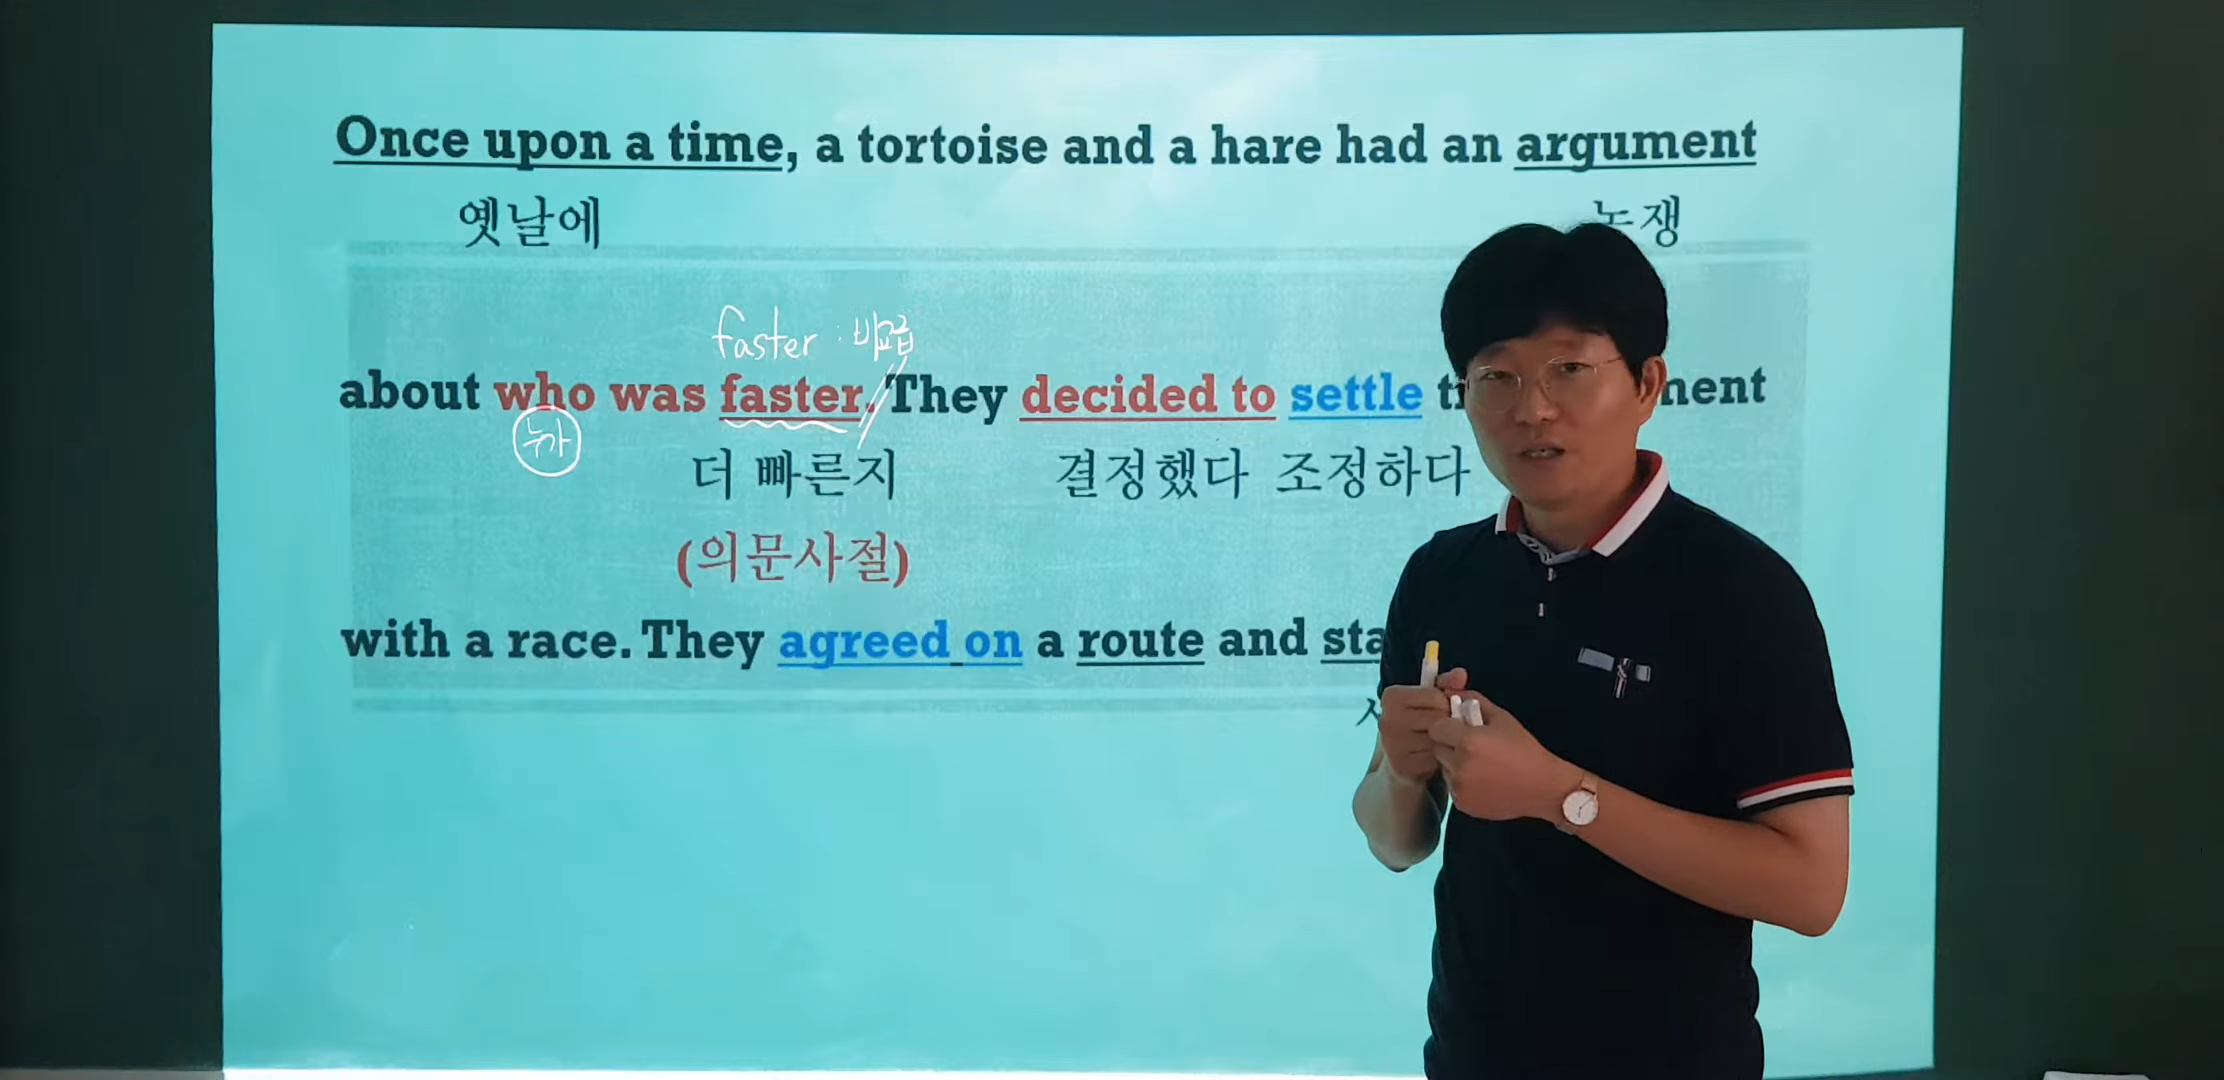 Once upon a time, a tortoise and a hare had an argument
옛날에
faster : 비교급
about who was faster. They decided to settle
누가
더 빠른지 결정했다 조정하다
(의문사절)
with a race. They agreed on a route and